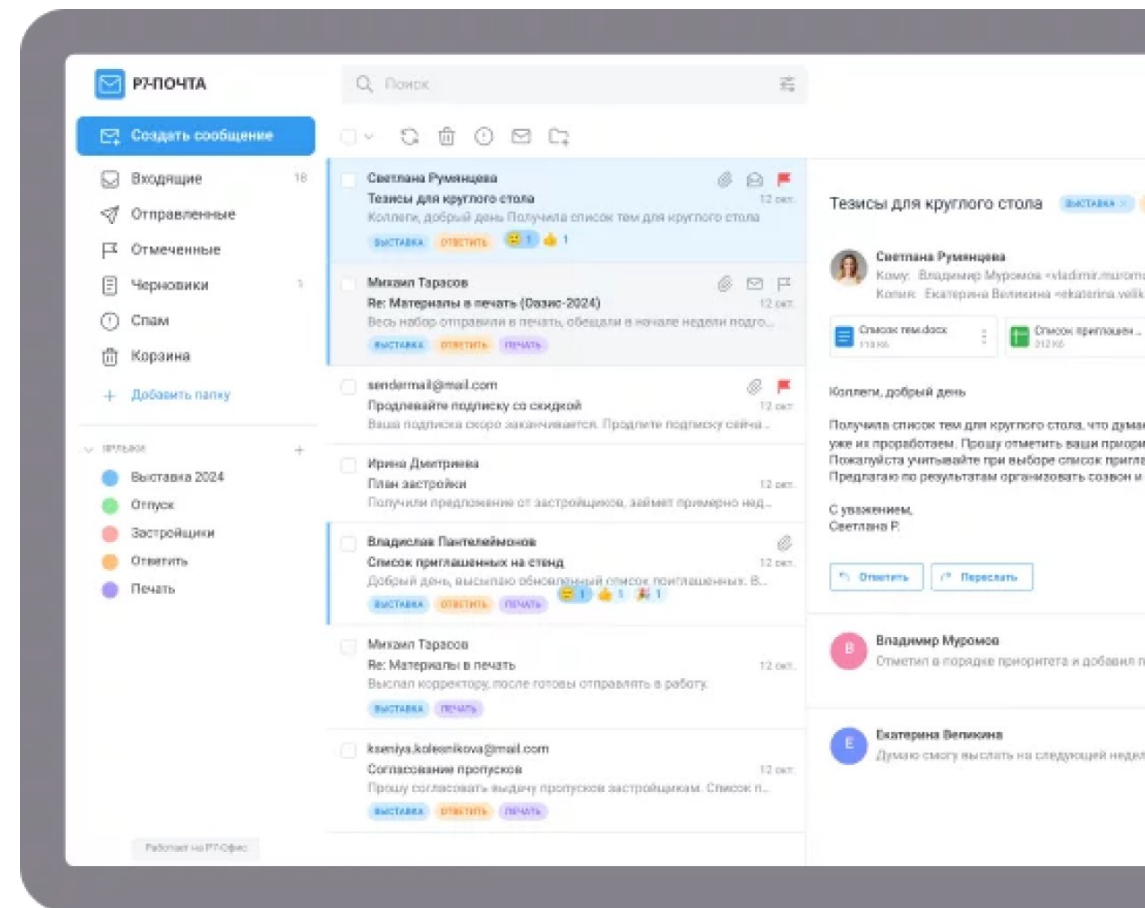 Р7-ПОЧТА
Поиск
Создать сообщение
Входящие 18
Отправленные
Отмеченные
Черновики 1
Спам
Корзина
+ Добавить папку
ЯРЛЫКИ +
Выставка 2024
Отпуск
Застройщики
Ответить
Печать
Работает на Р7-Офис
Светлана Румянцева
Тезисы для круглого стола 12 окт.
Коллеги, добрый день Получила список тем для круглого стола
ВЫСТАВКА ОТВЕТИТЬ 1 1
Михаил Тарасов
Re: Материалы в печать (Оазис-2024) 12 окт.
Весь набор отправили в печать, обещали в начале недели подго...
ВЫСТАВКА ОТВЕТИТЬ ПЕЧАТЬ
sendermail@mail.com
Продлевайте подписку со скидкой 12 окт.
Ваша подписка скоро заканчивается. Продлите подписку сейча...
Ирина Дмитриева
План застройки 12 окт.
Получили предложение от застройщиков, займет примерно нед...
Владислав Пантелеймонов
Список приглашенных на стенд 12 окт.
Добрый день, высылаю обновленный список приглашенных. В...
ВЫСТАВКА ОТВЕТИТЬ ПЕЧАТЬ 1 1 1
Михаил Тарасов
Re: Материалы в печать 12 окт.
Выслал корректору, после готовы отправлять в работу.
ВЫСТАВКА ПЕЧАТЬ
kseniya.kolesnikova@mail.com
Согласование пропусков 12 окт.
Прошу согласовать выдачу пропусков застройщикам. Список п...
ВЫСТАВКА ОТВЕТИТЬ ПЕЧАТЬ
Тезисы для круглого стола ВЫСТАВКА ×
Светлана Румянцева
Кому: Владимир Муромов <vladimir.muromo
Копия: Екатерина Великина <ekaterina.velik
Список тем.docx Список приглашен...
312 Кб
Коллеги, добрый день
Получила список тем для круглого стола, что дума
уже их проработаем. Прошу отметить ваши приори
Пожалуйста учитывайте при выборе список пригла
Предлагаю по результатам организовать созвон и
С уважением,
Светлана Р.
Ответить Переслать
В Владимир Муромов
Отметил в порядке приоритета и добавил п
Е Екатерина Великина
Думаю смогу выслать на следующей недел